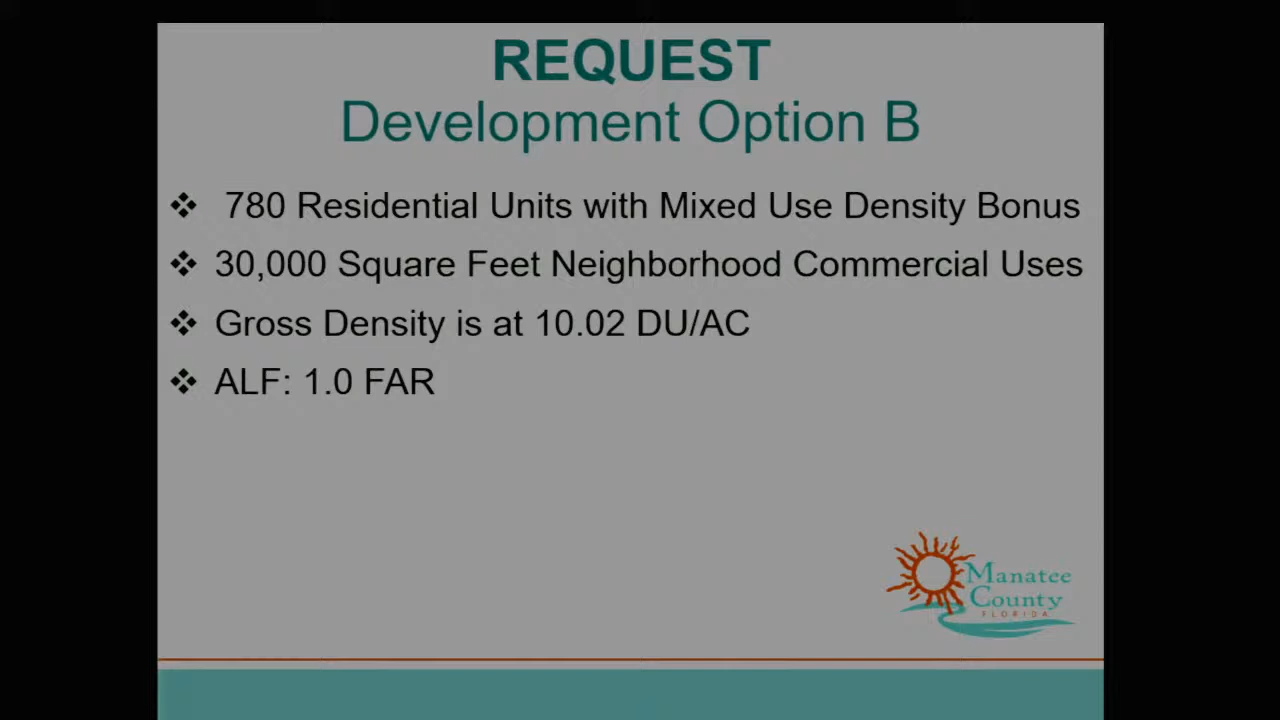 REQUEST
Development Option B
780 Residential Units with Mixed Use Density Bonus
30,000 Square Feet Neighborhood Commercial Uses
Gross Density is at 10.02 DU/AC
ALF: 1.0 FAR
Manatee
County
FLORIDA